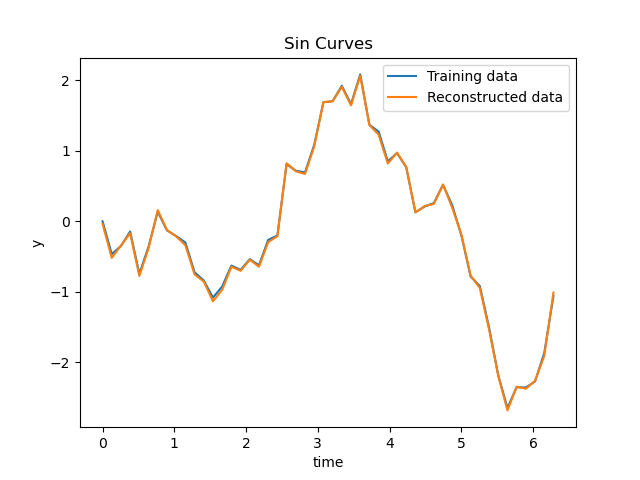 Sin Curves
Training data
Reconstructed data
2
1
0
−1
−2
y
0 1 2 3 4 5 6
time